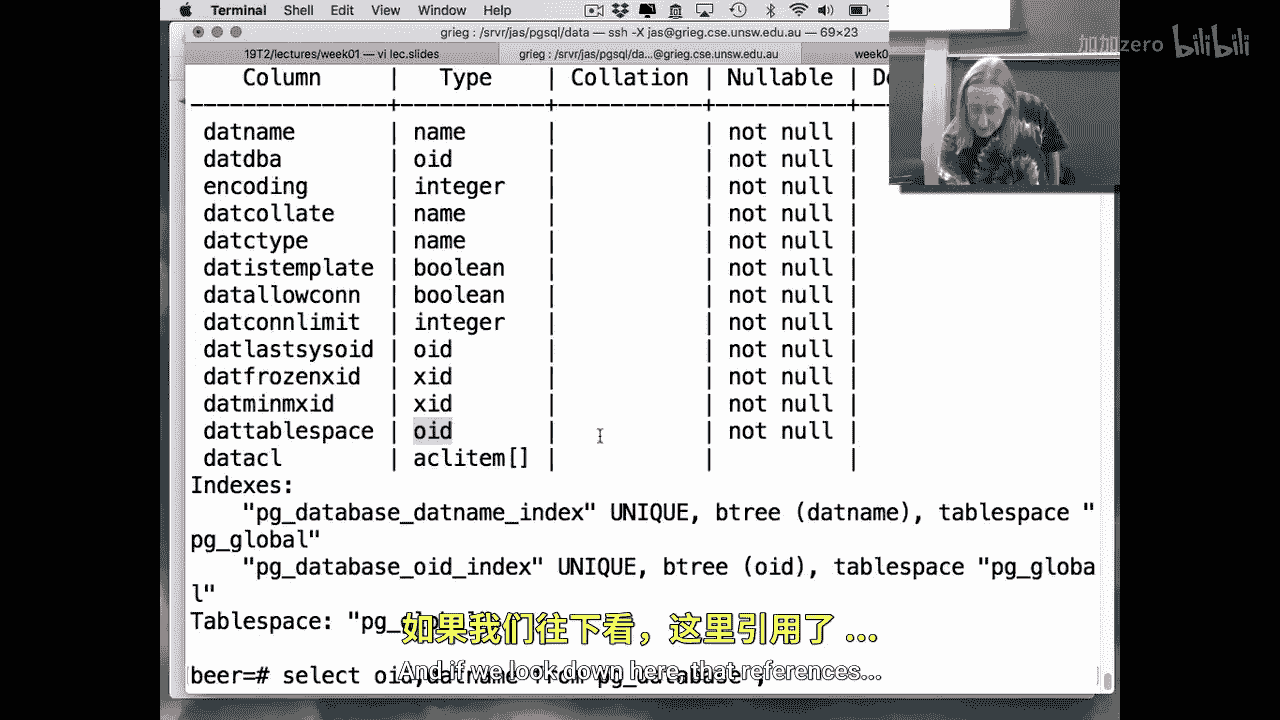 Terminal Shell Edit View Window Help
加加zero bilibili
grieg : /srvr/jas/pgsql/data — ssh -X jas@grieg.cse.unsw.edu.au — 69×23
19T2/lectures/week01 — vi lec.slides
grieg : /srvr/jas/pgsql/da...@grieg.cse.unsw.edu.au
week0
Column | Type | Collation | Nullable | De
-----------------+-----------+-----------+----------+---
datname | name | | not null |
datdba | oid | | not null |
encoding | integer | | not null |
datcollate | name | | not null |
datctype | name | | not null |
datistemplate | boolean | | not null |
datallowconn | boolean | | not null |
datconnlimit | integer | | not null |
datlastsysoid | oid | | not null |
datfrozenxid | xid | | not null |
datminmxid | xid | | not null |
dattablespace | oid | | not null |
datacl | aclitem[] | | |
Indexes:
"pg_database_datname_index" UNIQUE, btree (datname), tablespace "
pg_global"
"pg_database_oid_index" UNIQUE, btree (oid), tablespace "pg_globa
l"
Tablespace: "pg_
如果我们往下看，这里引用了 ...
beer=# select oid,datname from pg_database ;
And if we look down here, that references...